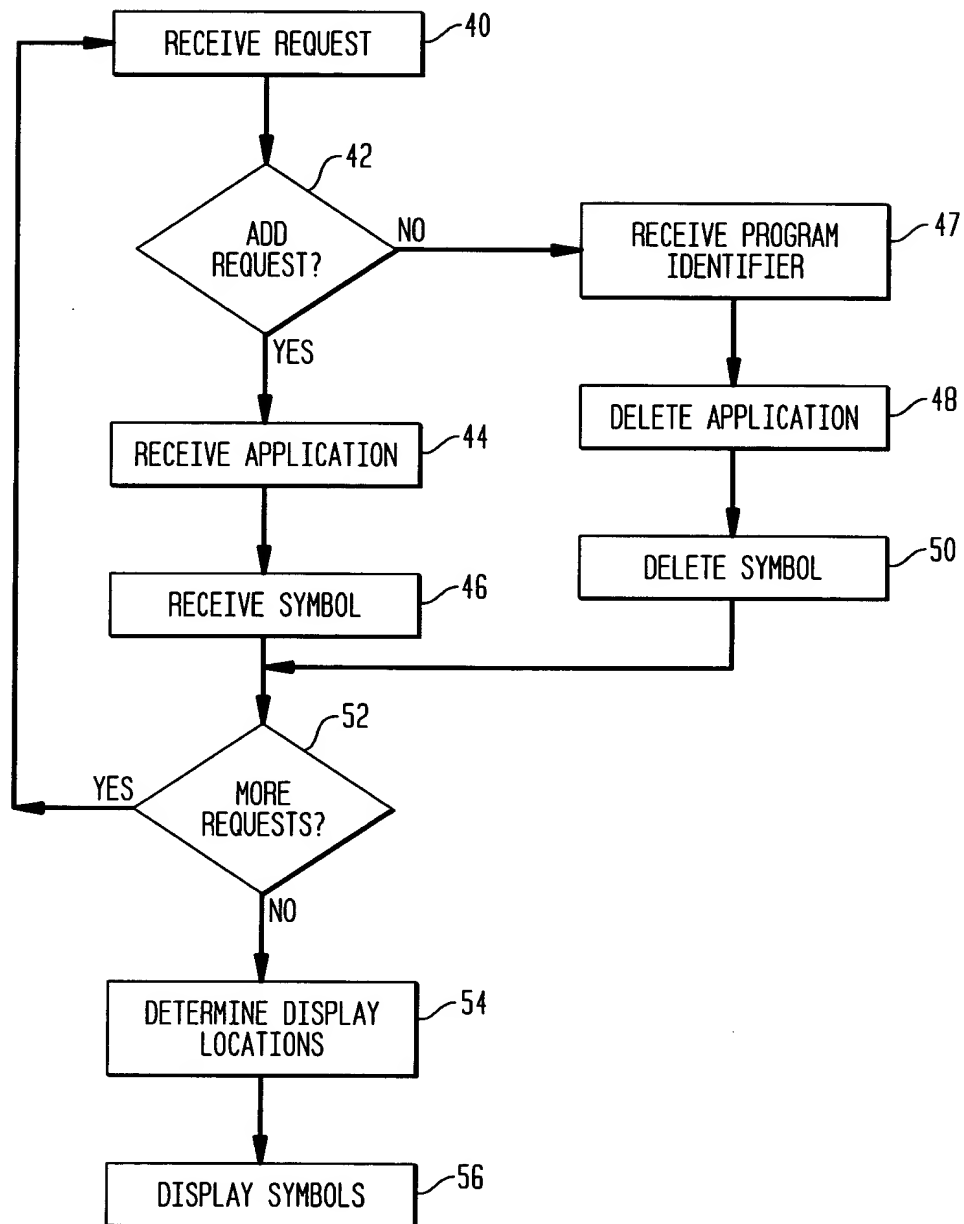 RECEIVE REQUEST
40
42
ADD
REQUEST?
NO
YES
RECEIVE PROGRAM
IDENTIFIER
47
DELETE APPLICATION
48
RECEIVE APPLICATION
44
DELETE SYMBOL
50
RECEIVE SYMBOL
46
52
MORE
REQUESTS?
YES
NO
DETERMINE DISPLAY
LOCATIONS
54
DISPLAY SYMBOLS
56